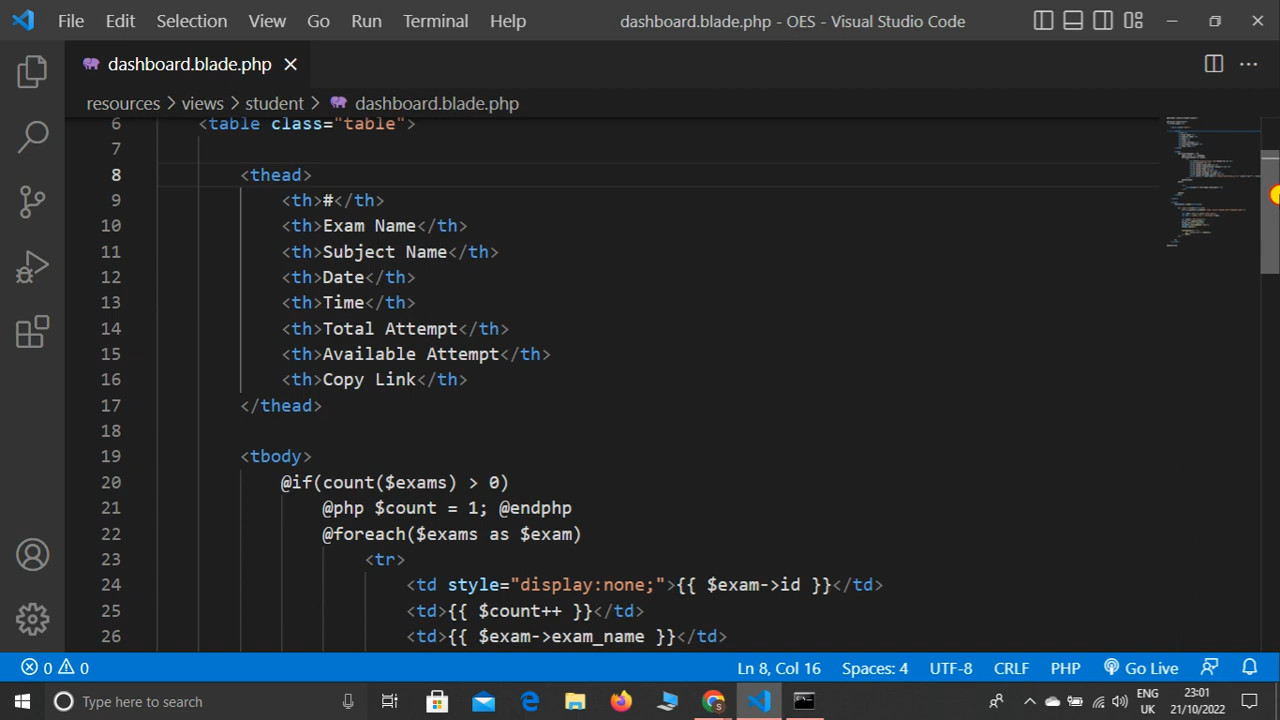 File Edit Selection View Go Run Terminal Help dashboard.blade.php - OES - Visual Studio Code
dashboard.blade.php
resources > views > student > dashboard.blade.php
6 <table class="table">
7
8 <thead>
9 <th>#</th>
10 <th>Exam Name</th>
11 <th>Subject Name</th>
12 <th>Date</th>
13 <th>Time</th>
14 <th>Total Attempt</th>
15 <th>Available Attempt</th>
16 <th>Copy Link</th>
17 </thead>
18
19 <tbody>
20 @if(count($exams) > 0)
21 @php $count = 1; @endphp
22 @foreach($exams as $exam)
23 <tr>
24 <td style="display:none;">{{ $exam->id }}</td>
25 <td>{{ $count++ }}</td>
26 <td>{{ $exam->exam_name }}</td>
0 0 Ln 8, Col 16 Spaces: 4 UTF-8 CRLF PHP Go Live
Type here to search ENG 23:01
UK 21/10/2022